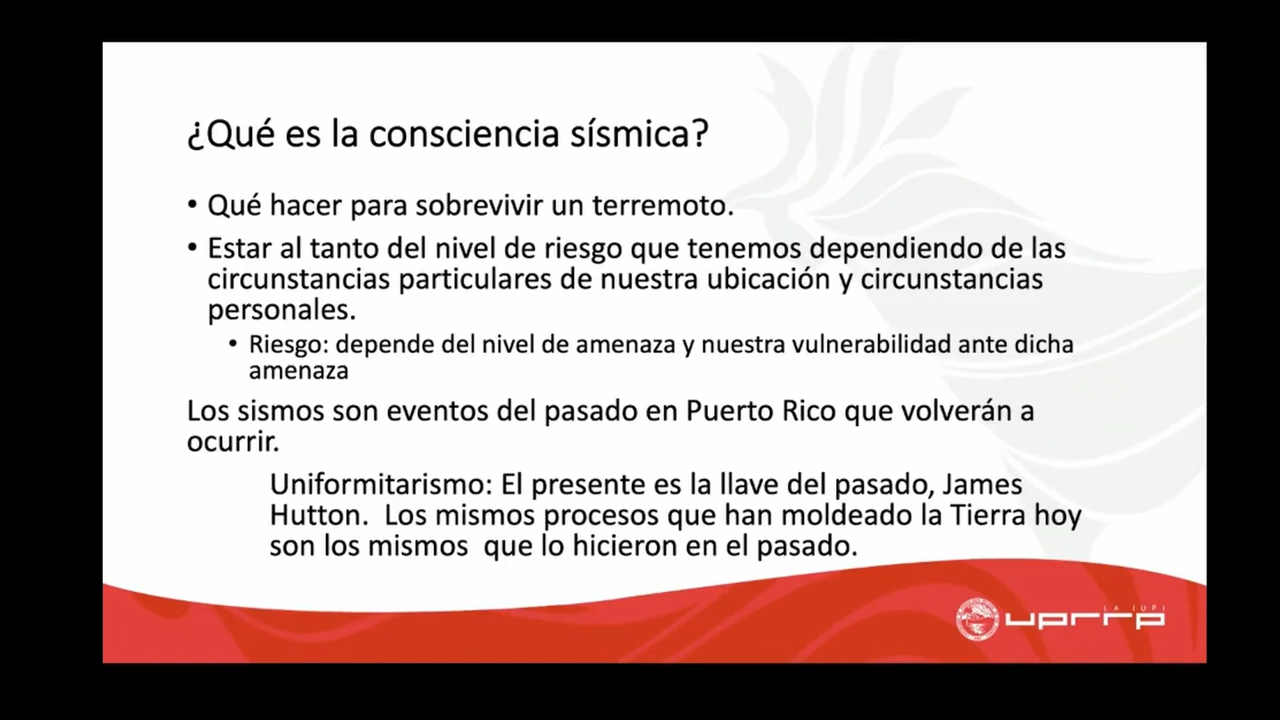 ¿Qué es la consciencia sísmica?
• Qué hacer para sobrevivir un terremoto.
• Estar al tanto del nivel de riesgo que tenemos dependiendo de las
circunstancias particulares de nuestra ubicación y circunstancias
personales.
• Riesgo: depende del nivel de amenaza y nuestra vulnerabilidad ante dicha
amenaza
Los sismos son eventos del pasado en Puerto Rico que volverán a
ocurrir.
Uniformitarismo: El presente es la llave del pasado, James
Hutton.  Los mismos procesos que han moldeado la Tierra hoy
son los mismos  que lo hicieron en el pasado.
LA IUPI
uprrp